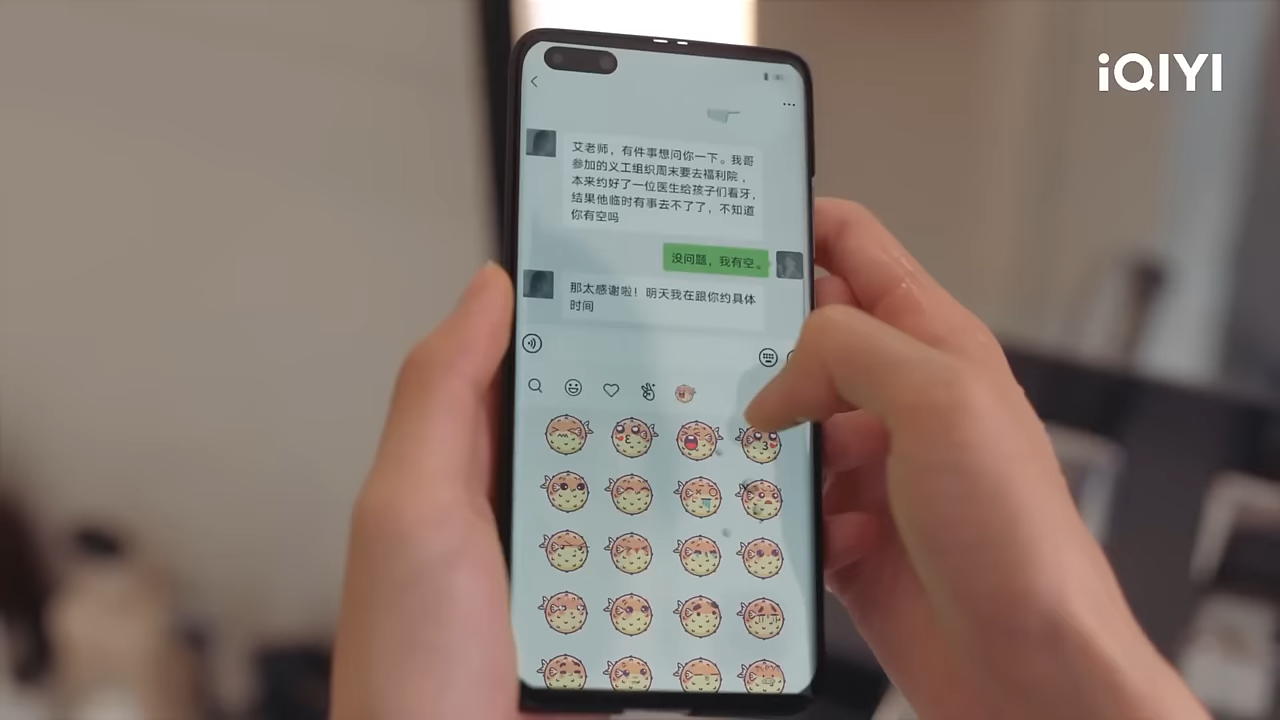 iQIYI
艾老师，有件事想问你一下。我哥
参加的义工组织周末要去福利院，
本来约好了一位医生给孩子们看牙，
结果他临时有事去不了了，不知道
你有空吗
没问题，我有空。
那太感谢啦！明天我在跟你约具体
时间